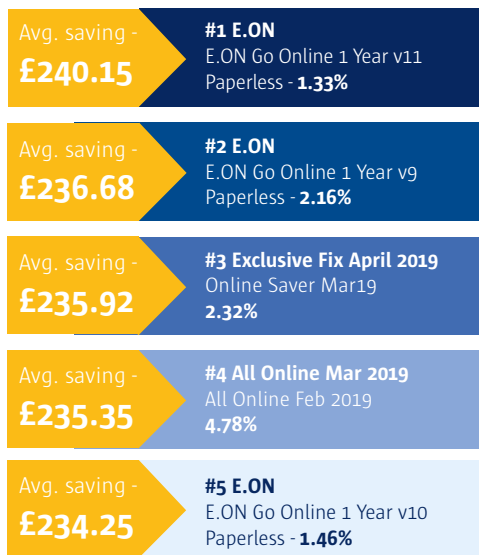 Avg. saving -
£240.15
#1 E.ON
E.ON Go Online 1 Year v11
Paperless - 1.33%
Avg. saving -
£236.68
#2 E.ON
E.ON Go Online 1 Year v9
Paperless - 2.16%
Avg. saving -
£235.92
#3 Exclusive Fix April 2019
Online Saver Mar19
2.32%
Avg. saving -
£235.35
#4 All Online Mar 2019
All Online Feb 2019
4.78%
Avg. saving -
£234.25
#5 E.ON
E.ON Go Online 1 Year v10
Paperless - 1.46%